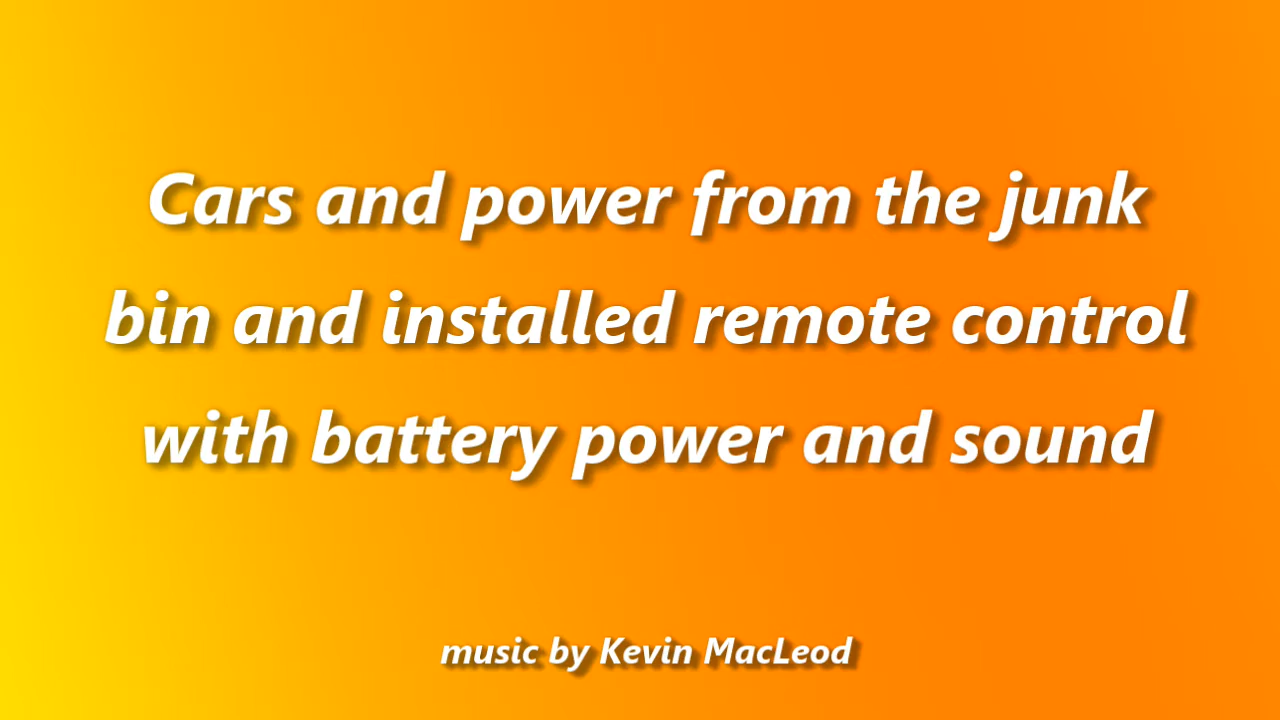 Cars and power from the junk
bin and installed remote control
with battery power and sound
music by Kevin MacLeod